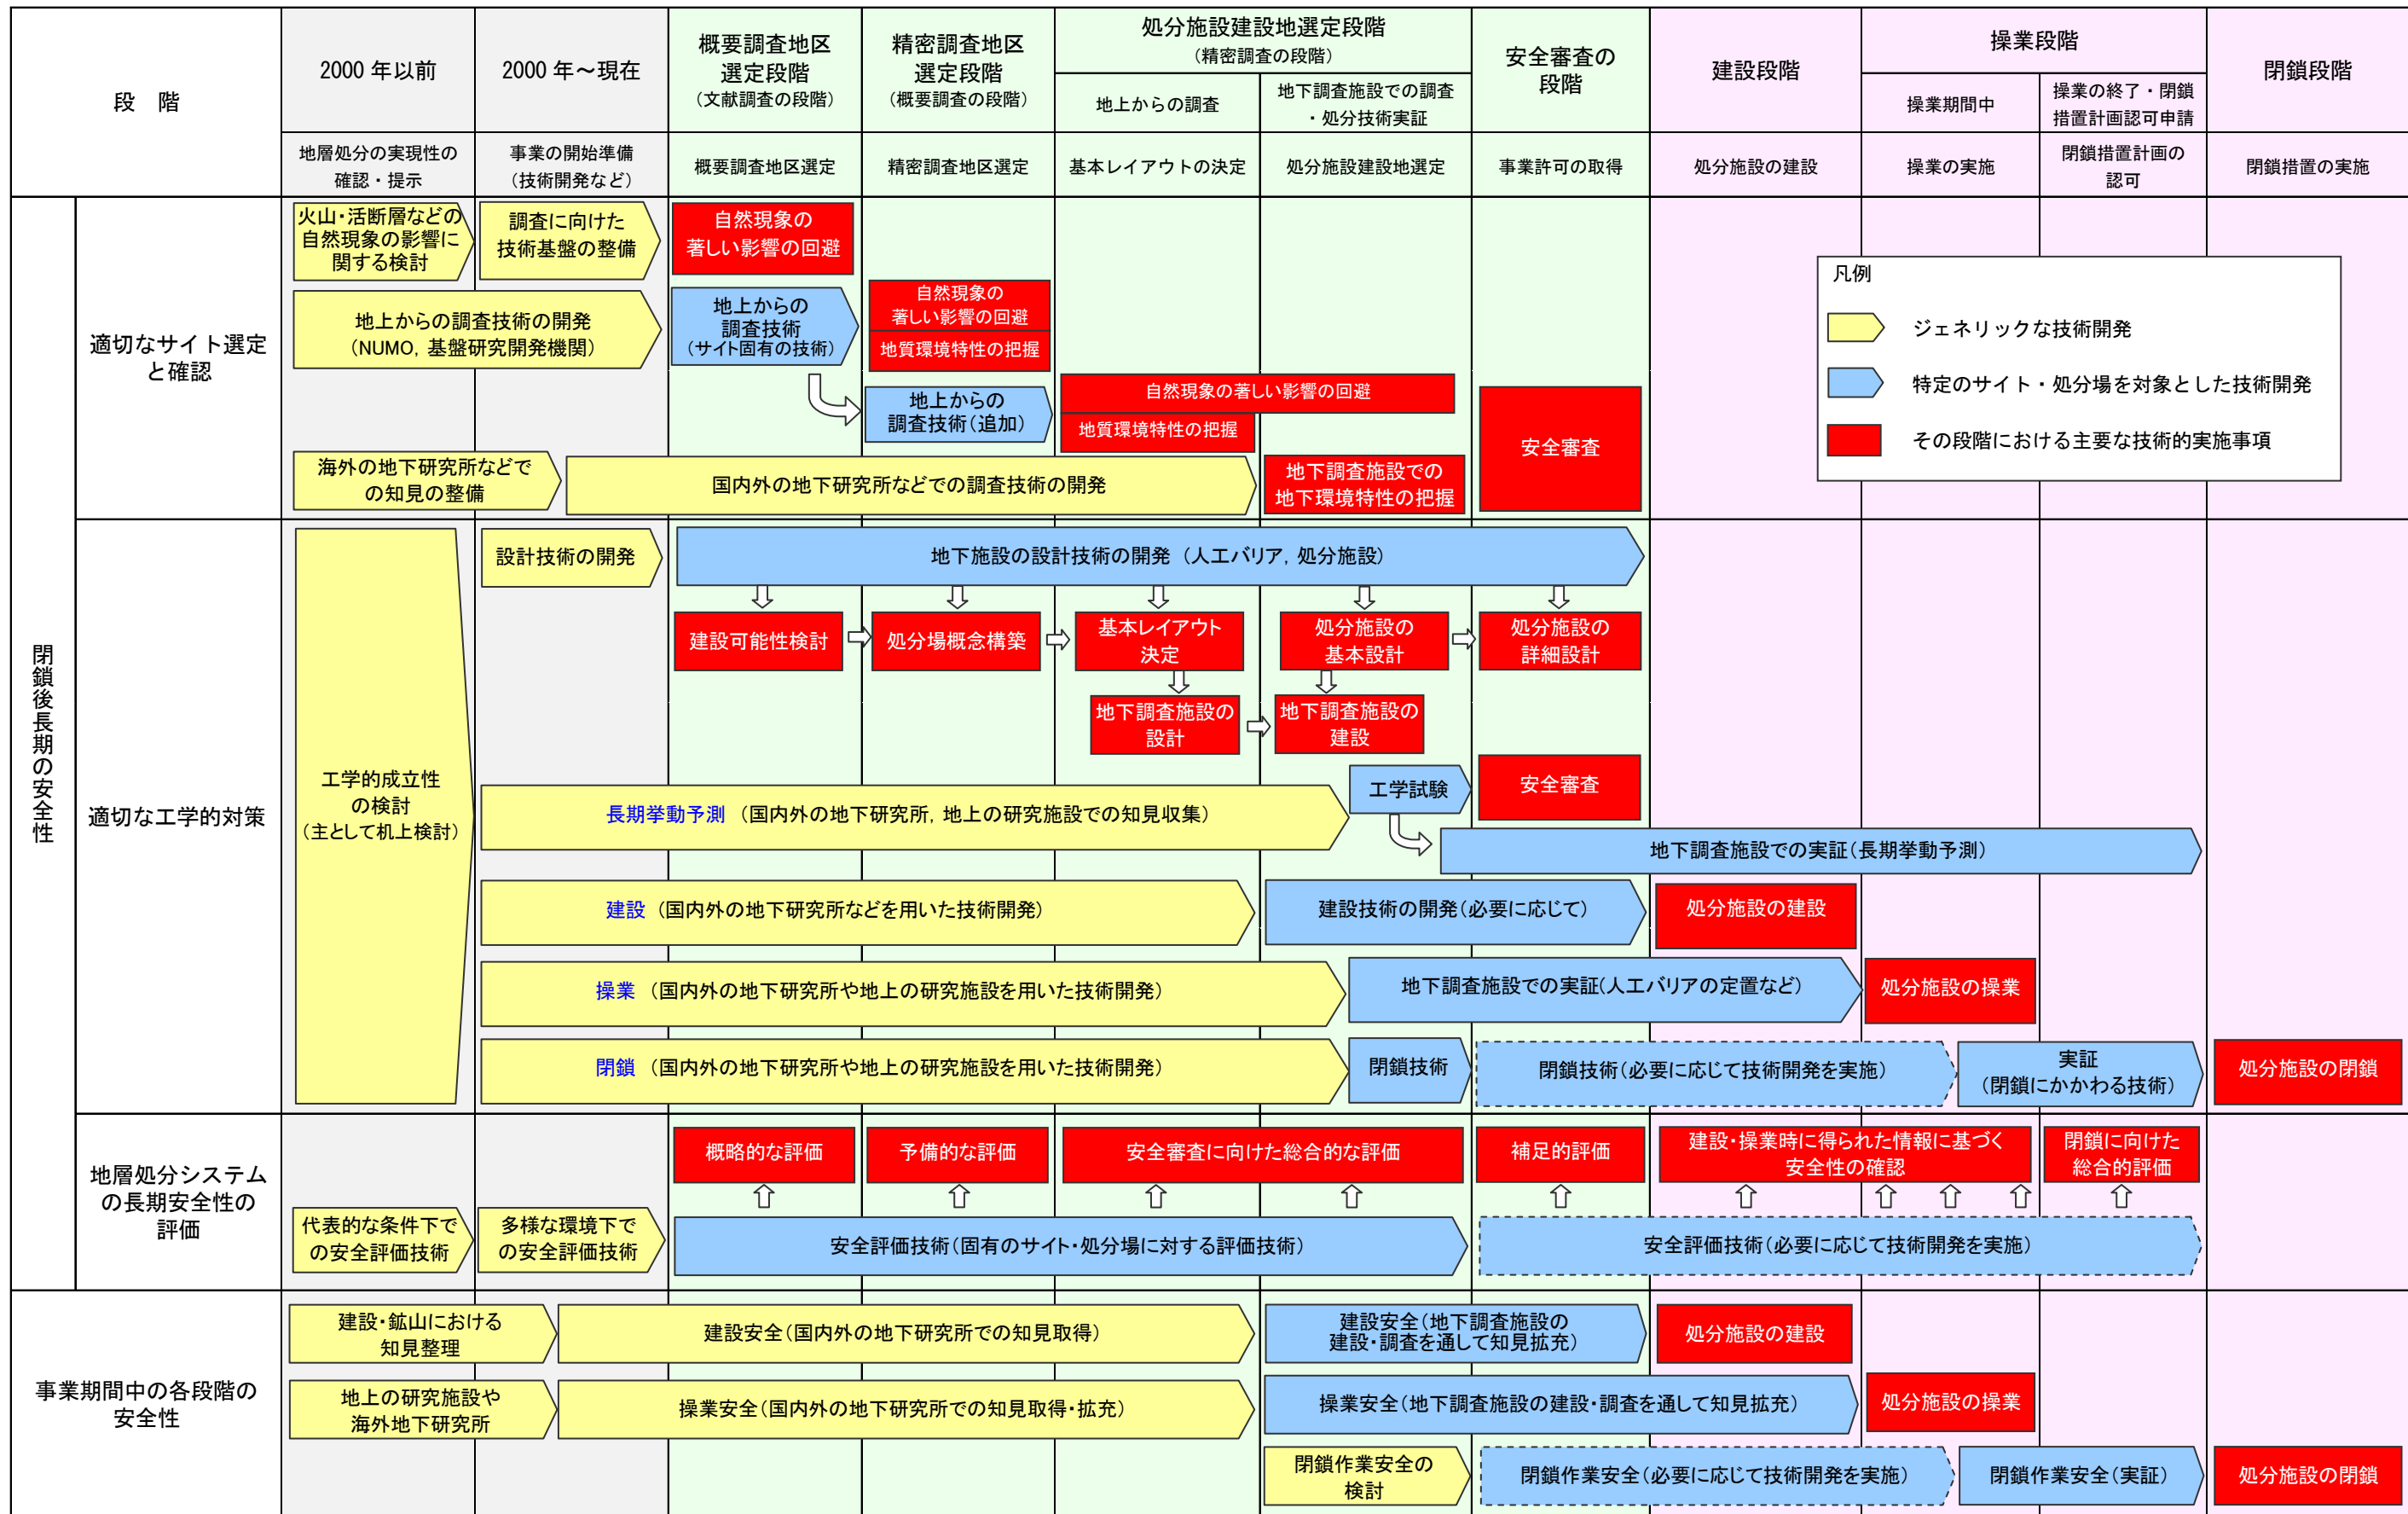 段　階
2000 年以前
2000 年～現在
概要調査地区
選定段階
（文献調査の段階）
精密調査地区
選定段階
（概要調査の段階）
処分施設建設地選定段階
（精密調査の段階）
地上からの調査
地下調査施設での調査
・処分技術実証
安全審査の
段階
建設段階
操業段階
操業期間中
操業の終了・閉鎖
措置計画認可申請
閉鎖段階
地層処分の実現性の
確認・提示
事業の開始準備
（技術開発など）
概要調査地区選定
精密調査地区選定
基本レイアウトの決定
処分施設建設地選定
事業許可の取得
処分施設の建設
操業の実施
閉鎖措置計画の
認可
閉鎖措置の実施
閉鎖後長期の安全性
適切なサイト選定
と確認
火山・活断層などの
自然現象の影響に
関する検討
調査に向けた
技術基盤の整備
自然現象の
著しい影響の回避
地上からの調査技術の開発
（NUMO，基盤研究開発機関）
地上からの
調査技術
（サイト固有の技術）
自然現象の
著しい影響の回避
地質環境特性の把握
地上からの
調査技術（追加）
自然現象の著しい影響の回避
地質環境特性の把握
安全審査
海外の地下研究所などで
の知見の整備
国内外の地下研究所などでの調査技術の開発
地下調査施設での
地下環境特性の把握
凡例
ジェネリックな技術開発
特定のサイト・処分場を対象とした技術開発
その段階における主要な技術的実施事項
適切な工学的対策
工学的成立性
の検討
（主として机上検討）
設計技術の開発
地下施設の設計技術の開発（人工バリア，処分施設）
建設可能性検討
処分場概念構築
基本レイアウト
決定
処分施設の
基本設計
処分施設の
詳細設計
地下調査施設の
設計
地下調査施設の
建設
長期挙動予測（国内外の地下研究所，地上の研究施設での知見収集）
工学試験
安全審査
地下調査施設での実証（長期挙動予測）
建設（国内外の地下研究所などを用いた技術開発）
建設技術の開発（必要に応じて）
処分施設の建設
操業（国内外の地下研究所や地上の研究施設を用いた技術開発）
地下調査施設での実証（人工バリアの定置など）
処分施設の操業
閉鎖（国内外の地下研究所や地上の研究施設を用いた技術開発）
閉鎖技術
閉鎖技術（必要に応じて技術開発を実施）
実証
（閉鎖にかかわる技術）
処分施設の閉鎖
地層処分システム
の長期安全性の
評価
概略的な評価
予備的な評価
安全審査に向けた総合的な評価
補足的評価
建設・操業時に得られた情報に基づく
安全性の確認
閉鎖に向けた
総合的評価
代表的な条件下で
の安全評価技術
多様な環境下で
の安全評価技術
安全評価技術（固有のサイト・処分場に対する評価技術）
安全評価技術（必要に応じて技術開発を実施）
事業期間中の各段階の
安全性
建設・鉱山における
知見整理
建設安全（国内外の地下研究所での知見取得）
建設安全（地下調査施設の
建設・調査を通して知見拡充）
処分施設の建設
地上の研究施設や
海外地下研究所
操業安全（国内外の地下研究所での知見取得・拡充）
操業安全（地下調査施設の建設・調査を通して知見拡充）
処分施設の操業
閉鎖作業安全の
検討
閉鎖作業安全（必要に応じて技術開発を実施）
閉鎖作業安全（実証）
処分施設の閉鎖